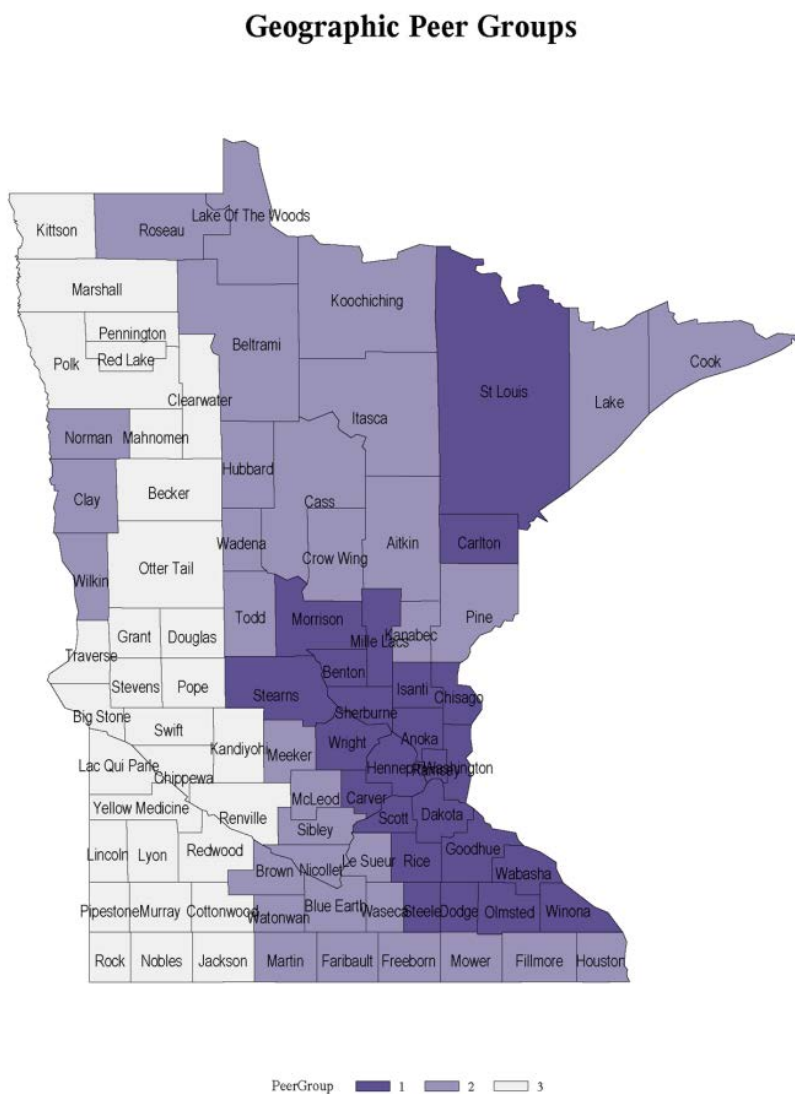 Geographic Peer Groups
Lake Of The Woods
Kittson
Roseau
Marshall
Koochiching
Pennington
Beltrami
Red Lake
Polk
Cook
St Louis
Clearwater
Lake
Itasca
Norman
Mahnomen
Hubbard
Becker
Clay
Cass
Wadena
Aitkin
Carlton
Crow Wing
Otter Tail
Wilkin
Todd
Morrison
Pine
Kanabec
Mille Lacs
Grant
Douglas
Traverse
Benton
Isanti
Stevens
Pope
Stearns
Chisago
Sherburne
Big Stone
Swift
Anoka
Wright
Kandiyohi
Meeker
Lac Qui Parle
Hennepin
Washington
Ramsey
Chippewa
McLeod
Carver
Yellow Medicine
Renville
Scott
Dakota
Sibley
Redwood
Lincoln
Lyon
Le Sueur
Rice
Goodhue
Brown
Nicollet
Wabasha
Pipestone
Murray
Cottonwood
Watonwan
Blue Earth
Waseca
Steele
Dodge
Olmsted
Winona
Rock
Nobles
Jackson
Martin
Faribault
Freeborn
Mower
Fillmore
Houston
PeerGroup 1 2 3